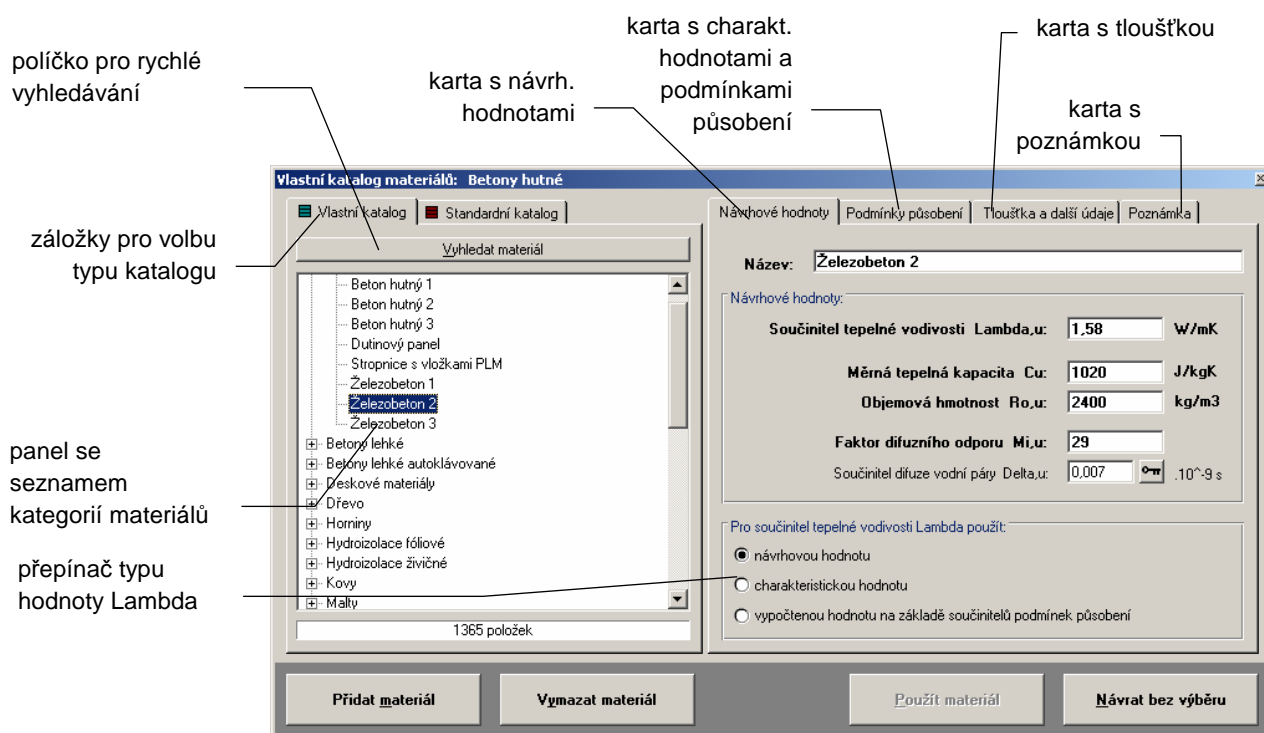 karta s charakt.
hodnotami a
podmínkami
působení
karta s tloušťkou
políčko pro rychlé
vyhledávání
karta s návrh.
hodnotami
karta s
poznámkou
Vlastní katalog materiálů: Betony hutné
Vlastní katalog
Standardní katalog
Návrhové hodnoty
Podmínky působení
Tloušťka a další údaje
Poznámka
záložky pro volbu
typu katalogu
Vyhledat materiál
Beton hutný 1
Beton hutný 2
Beton hutný 3
Dutinový panel
Stropnice s vložkami PLM
Železobeton 1
Železobeton 2
Železobeton 3
Betony lehké
Betony lehké autoklávované
Deskové materiály
Dřevo
Horniny
Hydroizolace fóliové
Hydroizolace živičné
Kovy
Malty
1365 položek
panel se
seznamem
kategorií materiálů
přepínač typu
hodnoty Lambda
Název: Železobeton 2
Návrhové hodnoty:
Součinitel tepelné vodivosti Lambda,u: 1,58 W/mK
Měrná tepelná kapacita Cu: 1020 J/kgK
Objemová hmotnost Ro,u: 2400 kg/m3
Faktor difuzního odporu Mi,u: 29
Součinitel difuze vodní páry Delta,u: 0,007 .10^-9 s
Pro součinitel tepelné vodivosti Lambda použít:
návrhovou hodnotu
charakteristickou hodnotu
vypočtenou hodnotu na základě součinitelů podmínek působení
Přidat materiál
Vymazat materiál
Použít materiál
Návrat bez výběru